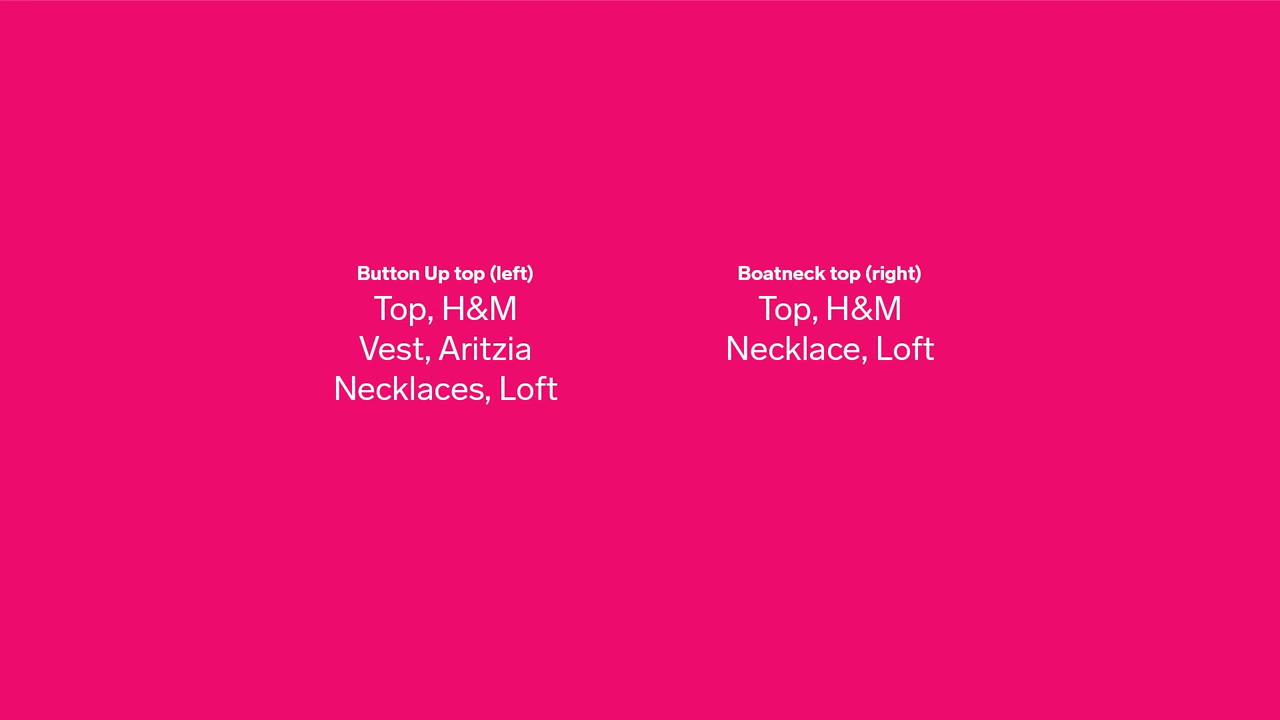 Button Up top (left)
Top, H&M
Vest, Aritzia
Necklaces, Loft
Boatneck top (right)
Top, H&M
Necklace, Loft